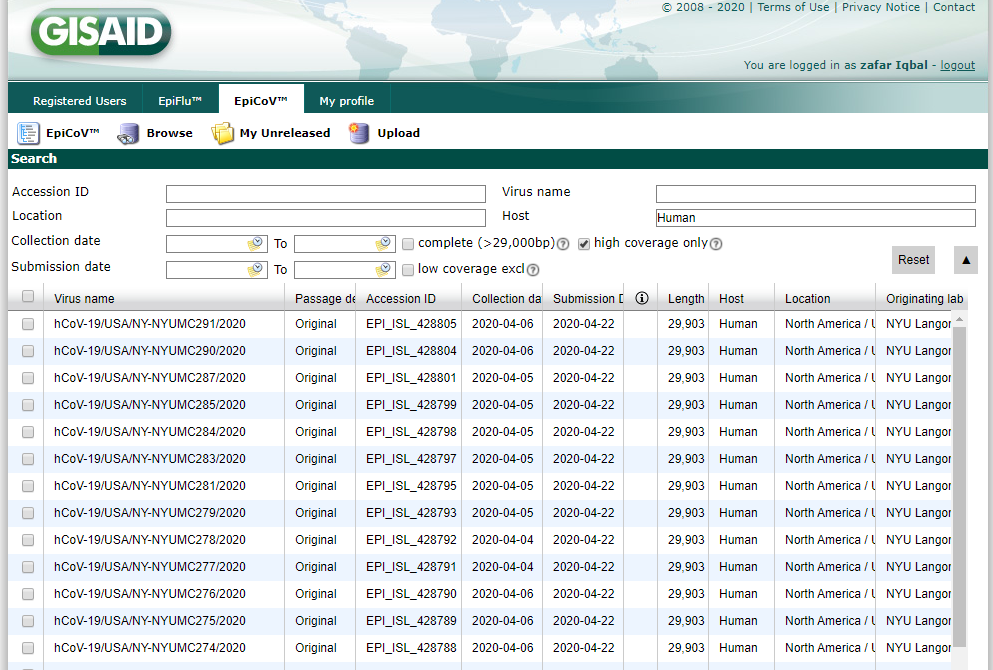 © 2008 - 2020 | Terms of Use | Privacy Notice | Contact
GISAID
You are logged in as zafar Iqbal - logout
Registered Users EpiFlu™ EpiCoV™ My profile
EpiCoV™ Browse My Unreleased Upload
Search
Accession ID Virus name
Location Host Human
Collection date To complete (>29,000bp) ? high coverage only ?
Submission date To low coverage excl ? Reset ▲
Virus name Passage de Accession ID Collection da Submission D i Length Host Location Originating lab
hCoV-19/USA/NY-NYUMC291/2020 Original EPI_ISL_428805 2020-04-06 2020-04-22 29,903 Human North America / U NYU Langon
hCoV-19/USA/NY-NYUMC290/2020 Original EPI_ISL_428804 2020-04-06 2020-04-22 29,903 Human North America / U NYU Langon
hCoV-19/USA/NY-NYUMC287/2020 Original EPI_ISL_428801 2020-04-05 2020-04-22 29,903 Human North America / U NYU Langon
hCoV-19/USA/NY-NYUMC285/2020 Original EPI_ISL_428799 2020-04-05 2020-04-22 29,903 Human North America / U NYU Langon
hCoV-19/USA/NY-NYUMC284/2020 Original EPI_ISL_428798 2020-04-05 2020-04-22 29,903 Human North America / U NYU Langon
hCoV-19/USA/NY-NYUMC283/2020 Original EPI_ISL_428797 2020-04-05 2020-04-22 29,903 Human North America / U NYU Langon
hCoV-19/USA/NY-NYUMC281/2020 Original EPI_ISL_428795 2020-04-05 2020-04-22 29,903 Human North America / U NYU Langon
hCoV-19/USA/NY-NYUMC279/2020 Original EPI_ISL_428793 2020-04-05 2020-04-22 29,903 Human North America / U NYU Langon
hCoV-19/USA/NY-NYUMC278/2020 Original EPI_ISL_428792 2020-04-04 2020-04-22 29,903 Human North America / U NYU Langon
hCoV-19/USA/NY-NYUMC277/2020 Original EPI_ISL_428791 2020-04-04 2020-04-22 29,903 Human North America / U NYU Langon
hCoV-19/USA/NY-NYUMC276/2020 Original EPI_ISL_428790 2020-04-06 2020-04-22 29,903 Human North America / U NYU Langon
hCoV-19/USA/NY-NYUMC275/2020 Original EPI_ISL_428789 2020-04-06 2020-04-22 29,903 Human North America / U NYU Langon
hCoV-19/USA/NY-NYUMC274/2020 Original EPI_ISL_428788 2020-04-06 2020-04-22 29,903 Human North America / U NYU Langon